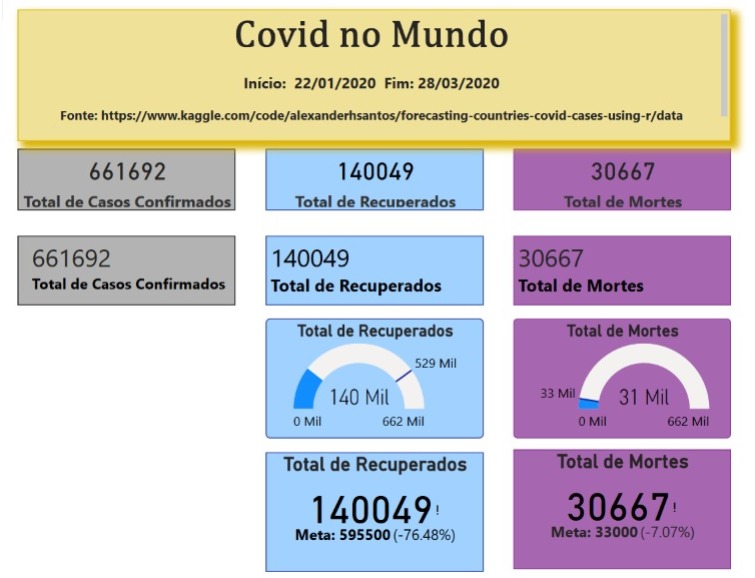 Covid no Mundo
Início: 22/01/2020 Fim: 28/03/2020
Fonte: https://www.kaggle.com/code/alexanderhsantos/forecasting-countries-covid-cases-using-r/data
661692
Total de Casos Confirmados
140049
Total de Recuperados
30667
Total de Mortes
661692
Total de Casos Confirmados
140049
Total de Recuperados
30667
Total de Mortes
Total de Recuperados
529 Mil
140 Mil
0 Mil
662 Mil
Total de Mortes
33 Mil
31 Mil
0 Mil
662 Mil
Total de Recuperados
140049!
Meta: 595500 (-76.48%)
Total de Mortes
30667!
Meta: 33000 (-7.07%)